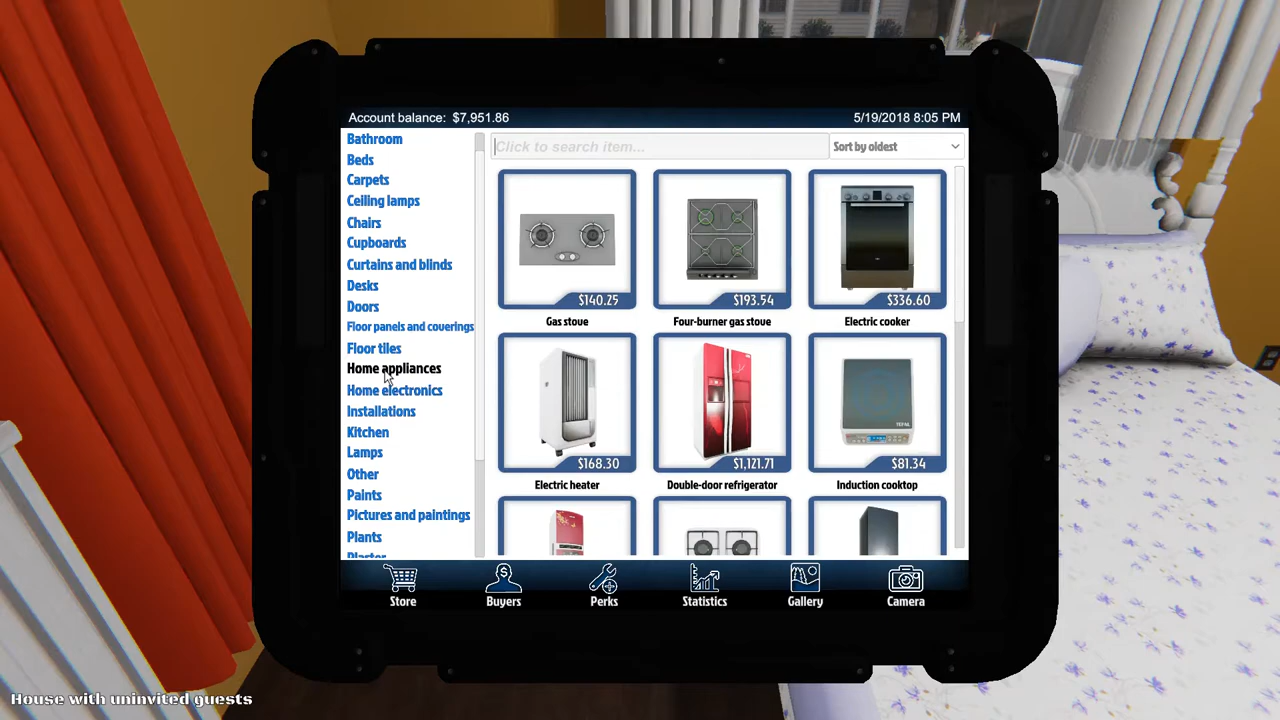 Account balance: $7,951.86
5/19/2018 8:05 PM
Bathroom
Beds
Carpets
Ceiling lamps
Chairs
Cupboards
Curtains and blinds
Desks
Doors
Floor panels and coverings
Floor tiles
Home appliances
Home electronics
Installations
Kitchen
Lamps
Other
Paints
Pictures and paintings
Plants
Plaster
Click to search item...
Sort by oldest
$140.25
$193.54
$336.60
Gas stove
Four-burner gas stove
Electric cooker
TEFAL
$168.30
$1,121.71
$81.34
Electric heater
Double-door refrigerator
Induction cooktop
Store
Buyers
Perks
Statistics
Gallery
Camera
House with uninvited guests